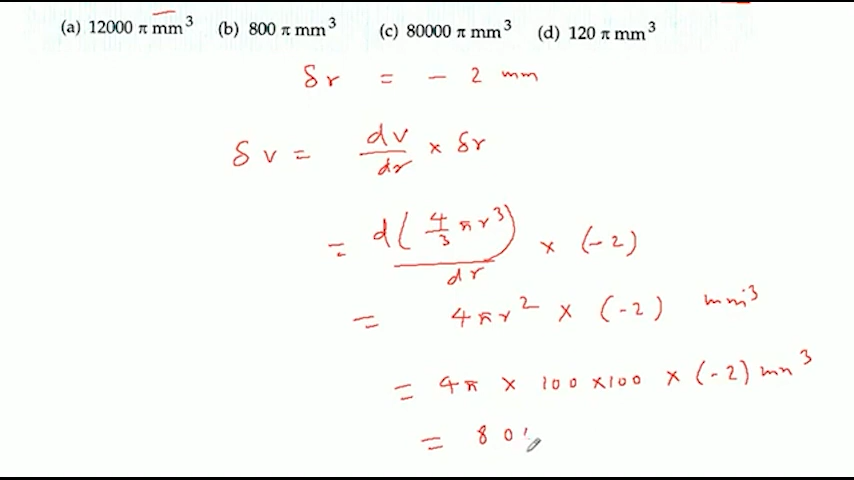 (a) 12000 π mm³ (b) 800 π mm³ (c) 80000 π mm³ (d) 120 π mm³
δr = - 2 mm
δv = dv/dr × δr
= d(4/3 πr³)/dr × (-2)
= 4πr² × (-2) mm³
= 4π × 100 × 100 × (-2) mm³
= 80